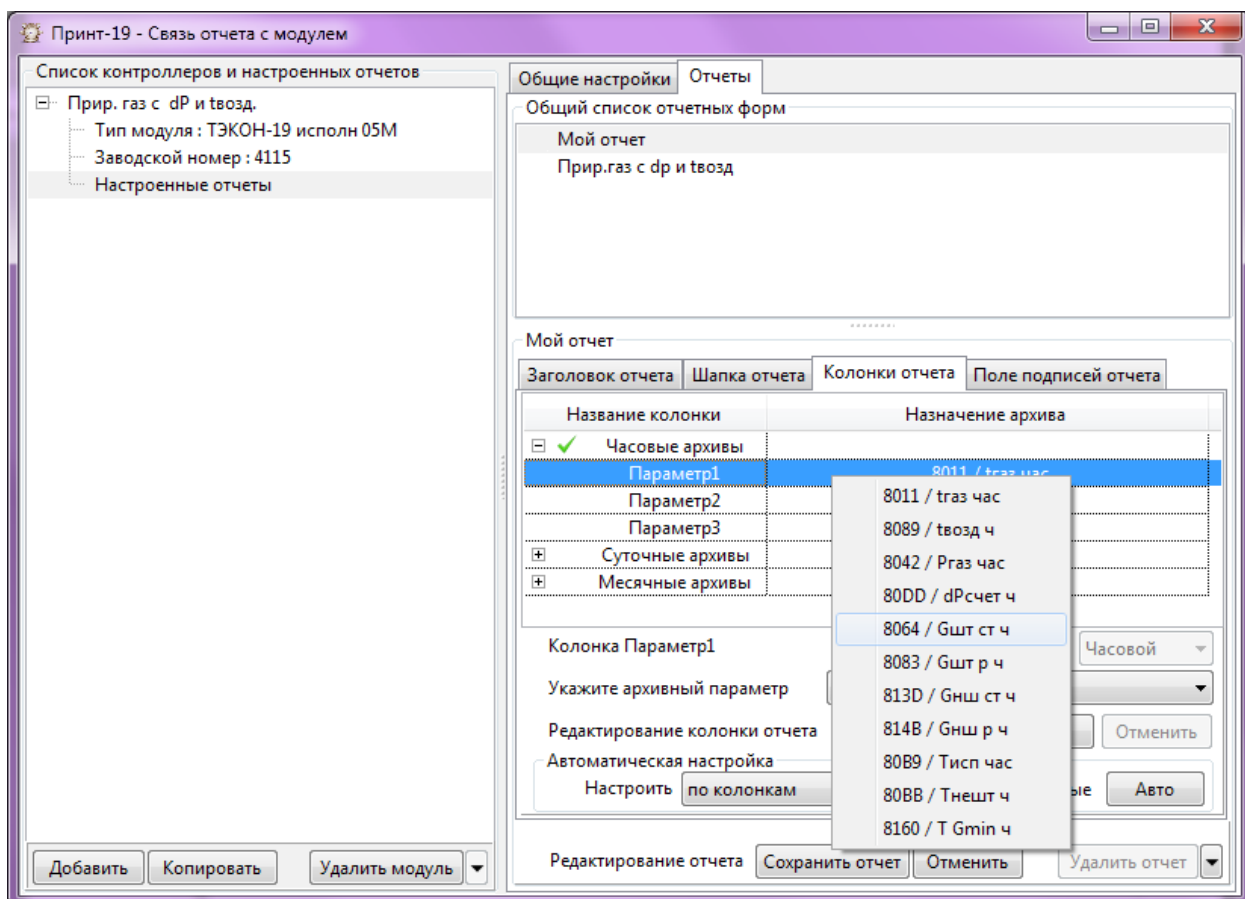 Принт-19 - Связь отчета с модулем
Список контроллеров и настроенных отчетов
Прир. газ с dP и tвозд.
Тип модуля : ТЭКОН-19 исполн 05М
Заводской номер : 4115
Настроенные отчеты
Добавить Копировать Удалить модуль
Общие настройки Отчеты
Общий список отчетных форм
Мой отчет
Прир.газ с dp и tвозд
Мой отчет
Заголовок отчета Шапка отчета Колонки отчета Поле подписей отчета
Название колонки Назначение архива
Часовые архивы
Параметр1 8011 / tгаз час
Параметр2
Параметр3
Суточные архивы
Месячные архивы
8011 / tгаз час
8089 / tвозд ч
8042 / Pгаз час
80DD / dPсчет ч
8064 / Gшт ст ч
8083 / Gшт р ч
813D / Gнш ст ч
814B / Gнш р ч
80B9 / Tисп час
80BB / Tнешт ч
8160 / T Gmin ч
Колонка Параметр1 Часовой
Укажите архивный параметр
Редактирование колонки отчета Отменить
Автоматическая настройка
Настроить по колонкам ые Авто
Редактирование отчета Сохранить отчет Отменить Удалить отчет